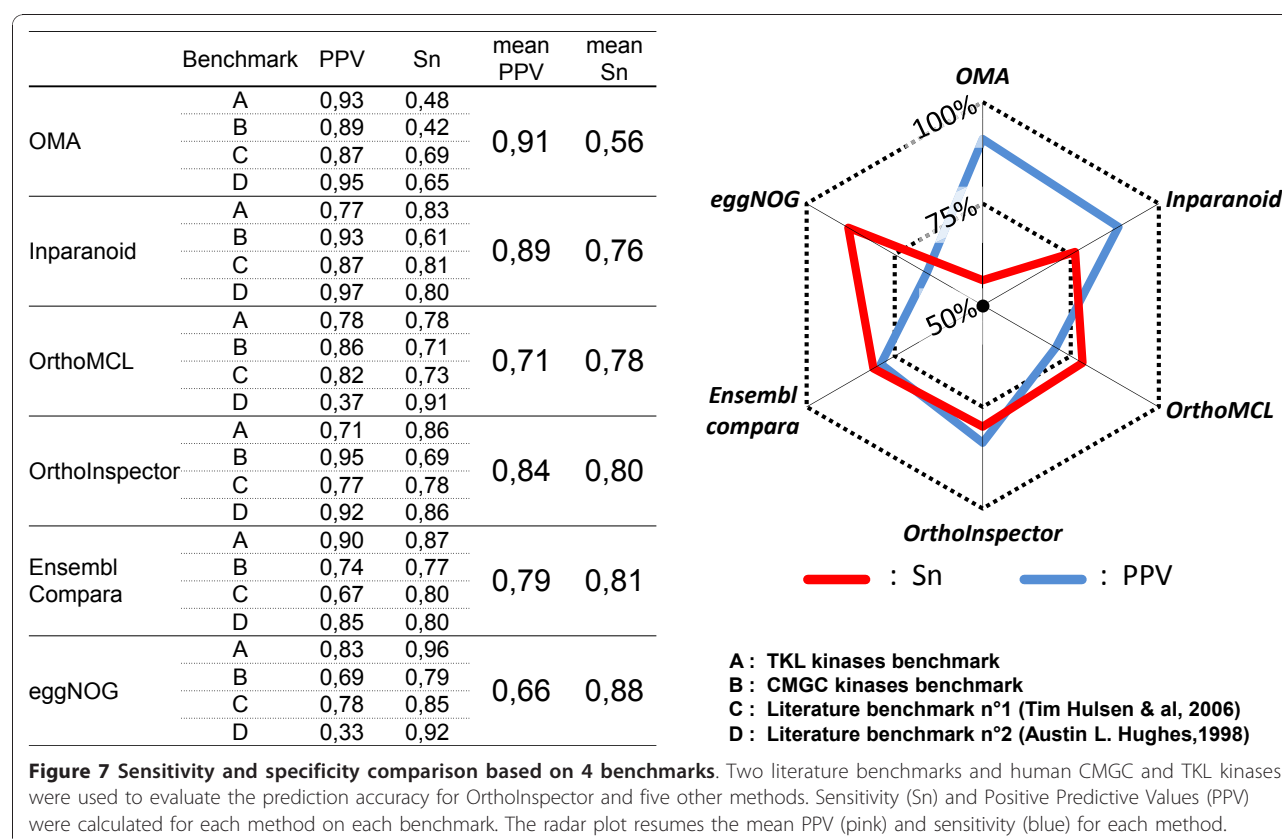 Benchmark PPV Sn mean PPV mean Sn
OMA
A 0,93 0,48
B 0,89 0,42
C 0,87 0,69
D 0,95 0,65
0,91 0,56
Inparanoid
A 0,77 0,83
B 0,93 0,61
C 0,87 0,81
D 0,97 0,80
0,89 0,76
OrthoMCL
A 0,78 0,78
B 0,86 0,71
C 0,82 0,73
D 0,37 0,91
0,71 0,78
OrthoInspector
A 0,71 0,86
B 0,95 0,69
C 0,77 0,78
D 0,92 0,86
0,84 0,80
Ensembl
Compara
A 0,90 0,87
B 0,74 0,77
C 0,67 0,80
D 0,85 0,80
0,79 0,81
eggNOG
A 0,83 0,96
B 0,69 0,79
C 0,78 0,85
D 0,33 0,92
0,66 0,88
OMA
100%
eggNOG
75%
Inparanoid
50%
Ensembl
compara
OrthoMCL
OrthoInspector
: Sn : PPV
A : TKL kinases benchmark
B : CMGC kinases benchmark
C : Literature benchmark n°1 (Tim Hulsen & al, 2006)
D : Literature benchmark n°2 (Austin L. Hughes,1998)
Figure 7 Sensitivity and specificity comparison based on 4 benchmarks. Two literature benchmarks and human CMGC and TKL kinases
were used to evaluate the prediction accuracy for OrthoInspector and five other methods. Sensitivity (Sn) and Positive Predictive Values (PPV)
were calculated for each method on each benchmark. The radar plot resumes the mean PPV (pink) and sensitivity (blue) for each method.